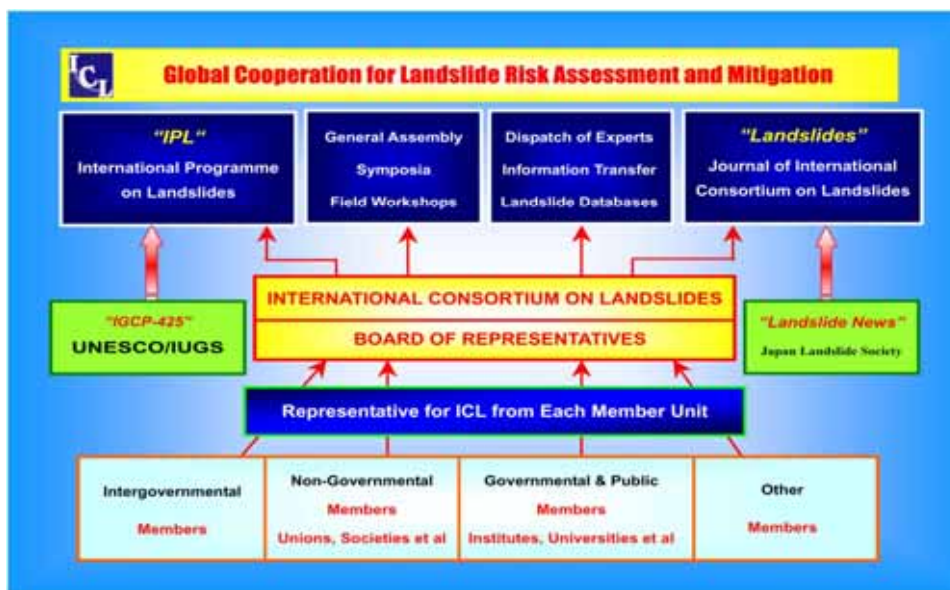 ICL
Global Cooperation for Landslide Risk Assessment and Mitigation
"IPL"
International Programme
on Landslides
General Assembly
Symposia
Field Workshops
Dispatch of Experts
Information Transfer
Landslide Databases
"Landslides"
Journal of International
Consortium on Landslides
"IGCP-425"
UNESCO/IUGS
INTERNATIONAL CONSORTIUM ON LANDSLIDES
BOARD OF REPRESENTATIVES
"Landslide News"
Japan Landslide Society
Representative for ICL from Each Member Unit
Intergovernmental
Members
Non-Governmental
Members
Unions, Societies et al
Governmental & Public
Members
Institutes, Universities et al
Other
Members